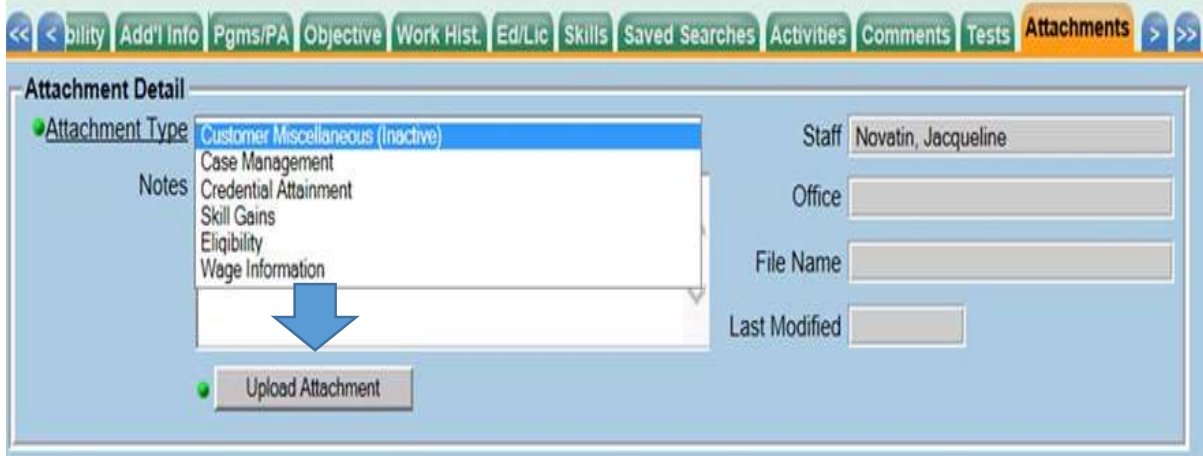 << < bility Add'l Info Pgms/PA Objective Work Hist. Ed/Lic Skills Saved Searches Activities Comments Tests Attachments > >>
Attachment Detail
Attachment Type Customer Miscellaneous (Inactive) Staff Novatin, Jacqueline
Case Management
Notes Credential Attainment Office
Skill Gains
Eligibility
Wage Information File Name
Last Modified
Upload Attachment